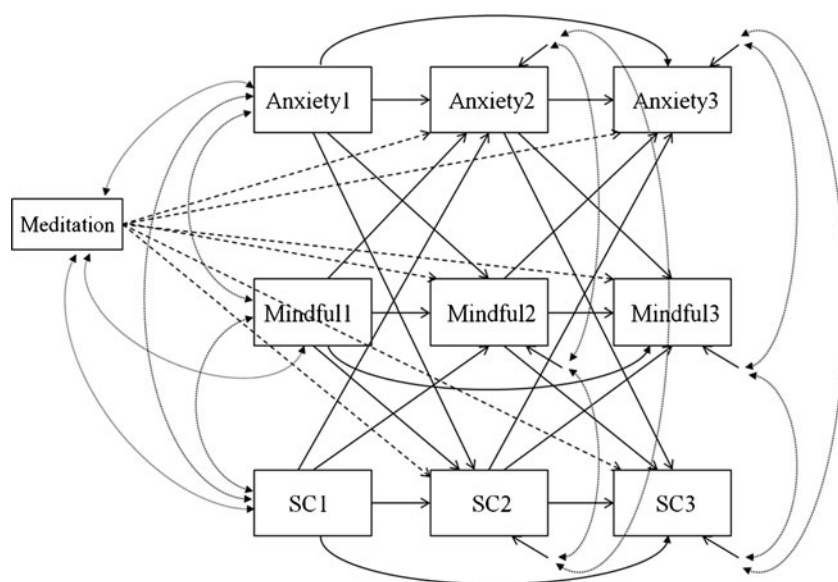 Anxiety1
Anxiety2
Anxiety3
Meditation
Mindful1
Mindful2
Mindful3
SC1
SC2
SC3